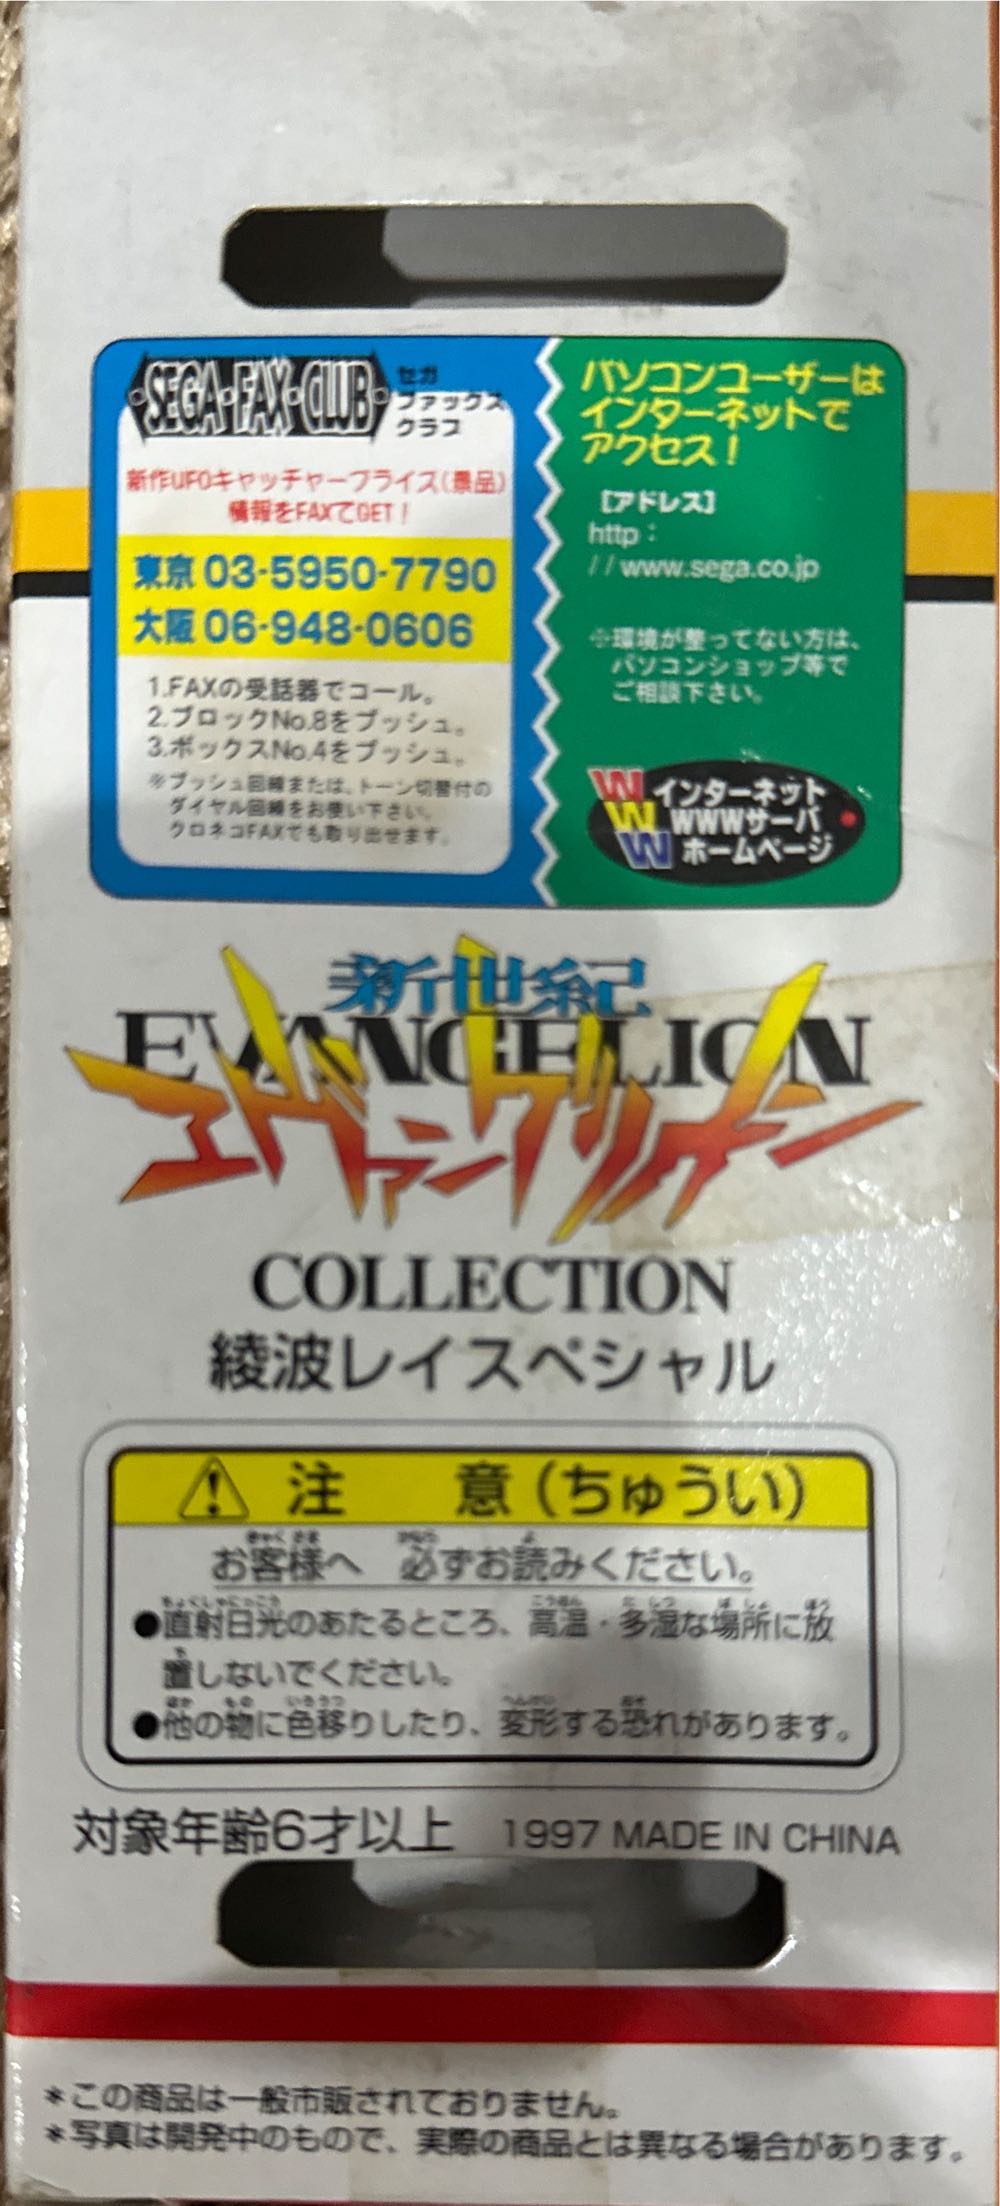 SEGA・FAX・CLUB
セガ
ファックス
クラブ
新作UFOキャッチャープライズ(景品)
情報をFAXでGET!
東京 03-5950-7790
大阪 06-948-0606
1.FAXの受話器でコール。
2.ブロックNo.8をプッシュ。
3.ボックスNo.4をプッシュ。
※プッシュ回線または、トーン切替付の
ダイヤル回線をお使い下さい。
クロネコFAXでも取り出せます。
パソコンユーザーは
インターネットで
アクセス!
[アドレス]
http:
//www.sega.co.jp
※環境が整ってない方は、
パソコンショップ等で
ご相談下さい。
WWW
インターネット
WWWサーバ
ホームページ
新世紀
EVANGELION
エヴァンゲリオン
COLLECTION
綾波レイスペシャル
注 意(ちゅうい)
お客様へ 必ずお読みください。
●直射日光のあたるところ、高温・多湿な場所に放
置しないでください。
●他の物に色移りしたり、変形する恐れがあります。
対象年齢6才以上 1997 MADE IN CHINA
*この商品は一般市販されておりません。
*写真は開発中のもので、実際の商品とは異なる場合があります。